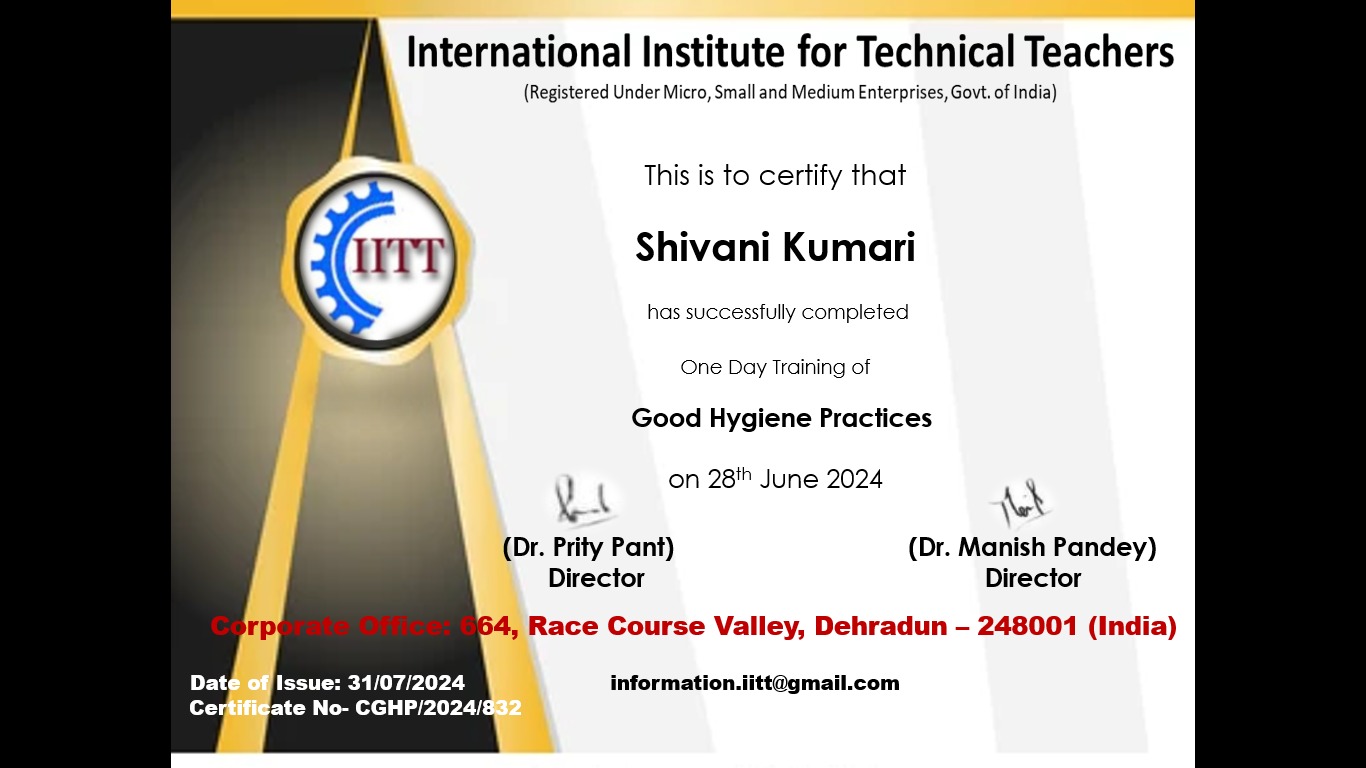 International Institute for Technical Teachers
(Registered Under Micro, Small and Medium Enterprises, Govt. of India)
This is to certify that
Shivani Kumari
IITT
has successfully completed
One Day Training of
Good Hygiene Practices
on 28th June 2024
(Dr. Prity Pant)
Director
(Dr. Manish Pandey)
Director
Corporate Office: 664, Race Course Valley, Dehradun – 248001 (India)
Date of Issue: 31/07/2024
information.iitt@gmail.com
Certificate No- CGHP/2024/832